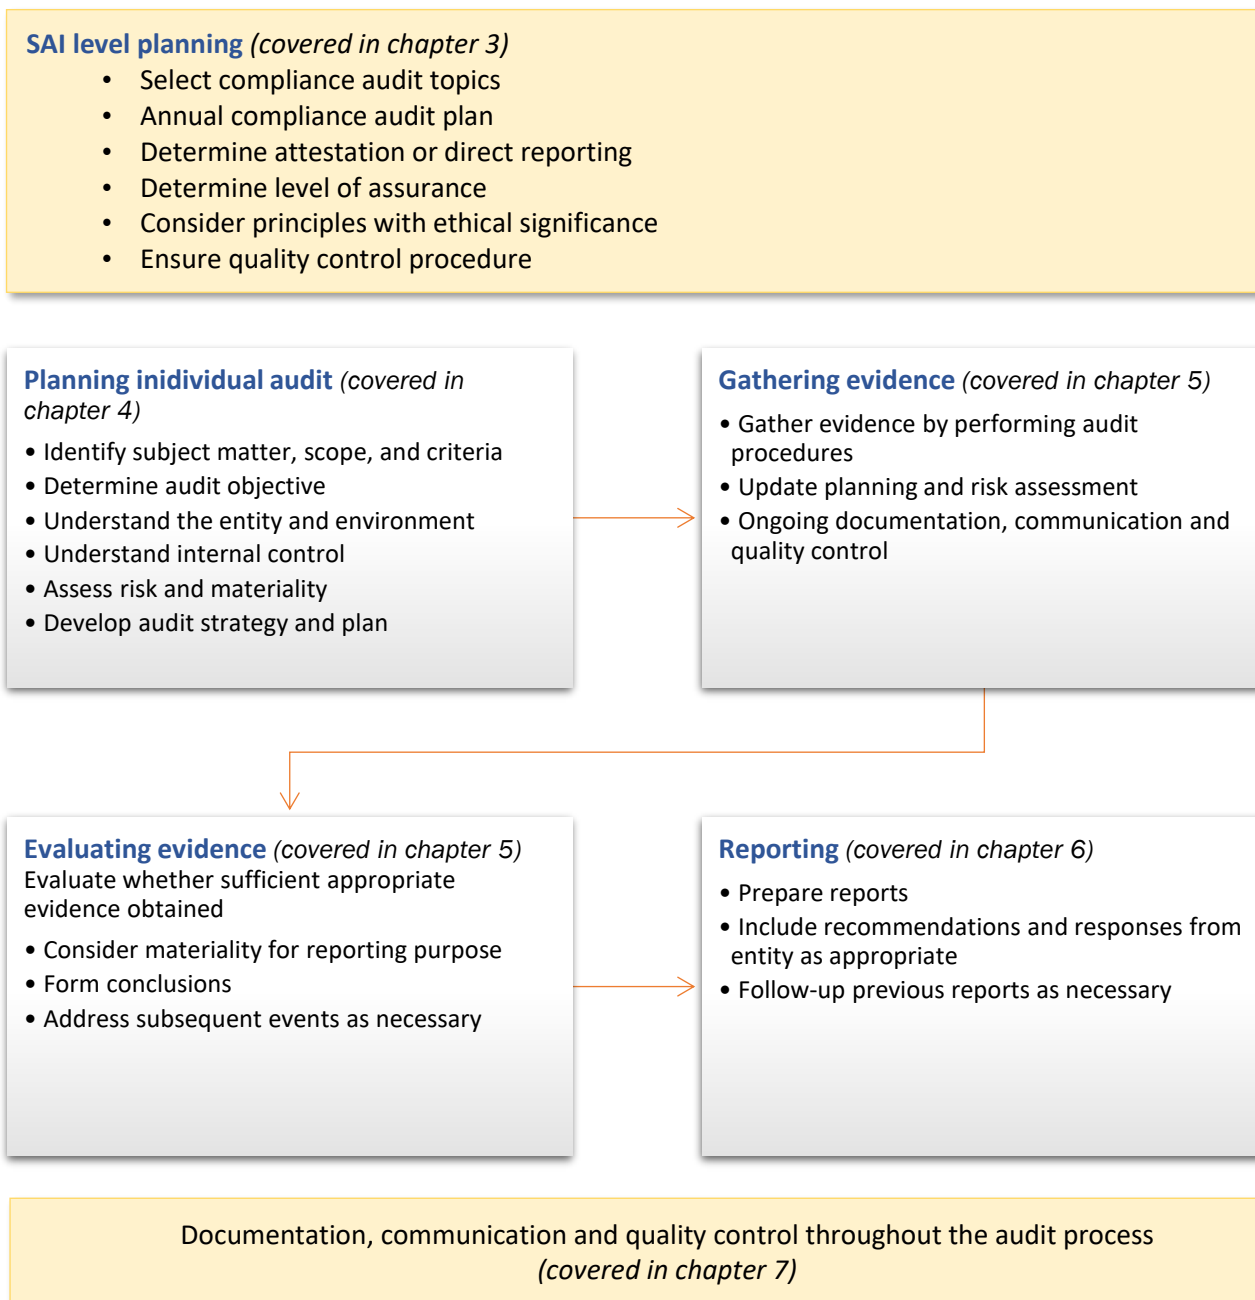 SAI level planning (covered in chapter 3)
• Select compliance audit topics
• Annual compliance audit plan
• Determine attestation or direct reporting
• Determine level of assurance
• Consider principles with ethical significance
• Ensure quality control procedure
Planning inidividual audit (covered in
chapter 4)
• Identify subject matter, scope, and criteria
• Determine audit objective
• Understand the entity and environment
• Understand internal control
• Assess risk and materiality
• Develop audit strategy and plan
Gathering evidence (covered in chapter 5)
• Gather evidence by performing audit
procedures
• Update planning and risk assessment
• Ongoing documentation, communication and
quality control
Evaluating evidence (covered in chapter 5)
Evaluate whether sufficient appropriate
evidence obtained
• Consider materiality for reporting purpose
• Form conclusions
• Address subsequent events as necessary
Reporting (covered in chapter 6)
• Prepare reports
• Include recommendations and responses from
entity as appropriate
• Follow-up previous reports as necessary
Documentation, communication and quality control throughout the audit process
(covered in chapter 7)